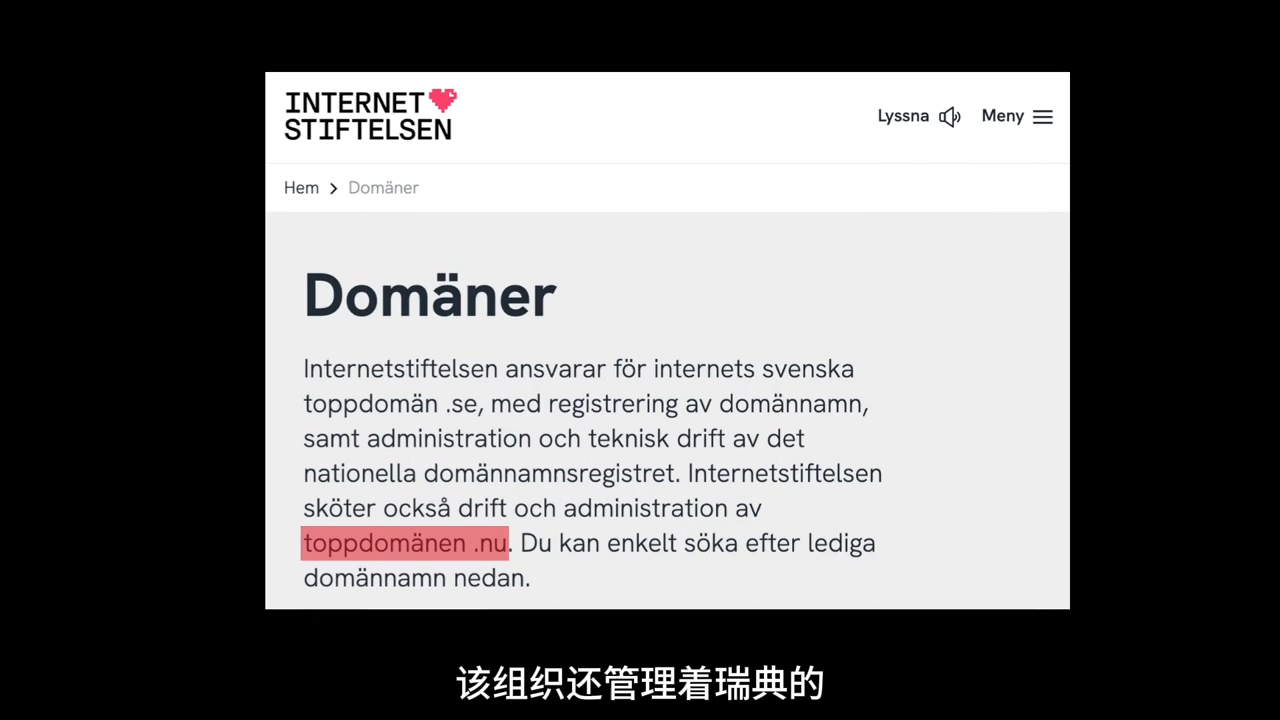 INTERNET
STIFTELSEN
Lyssna
Meny
Hem > Domäner
Domäner
Internetstiftelsen ansvarar för internets svenska
toppdomän .se, med registrering av domännamn,
samt administration och teknisk drift av det
nationella domännamnsregistret. Internetstiftelsen
sköter också drift och administration av
toppdomänen .nu. Du kan enkelt söka efter lediga
domännamn nedan.
该组织还管理着瑞典的